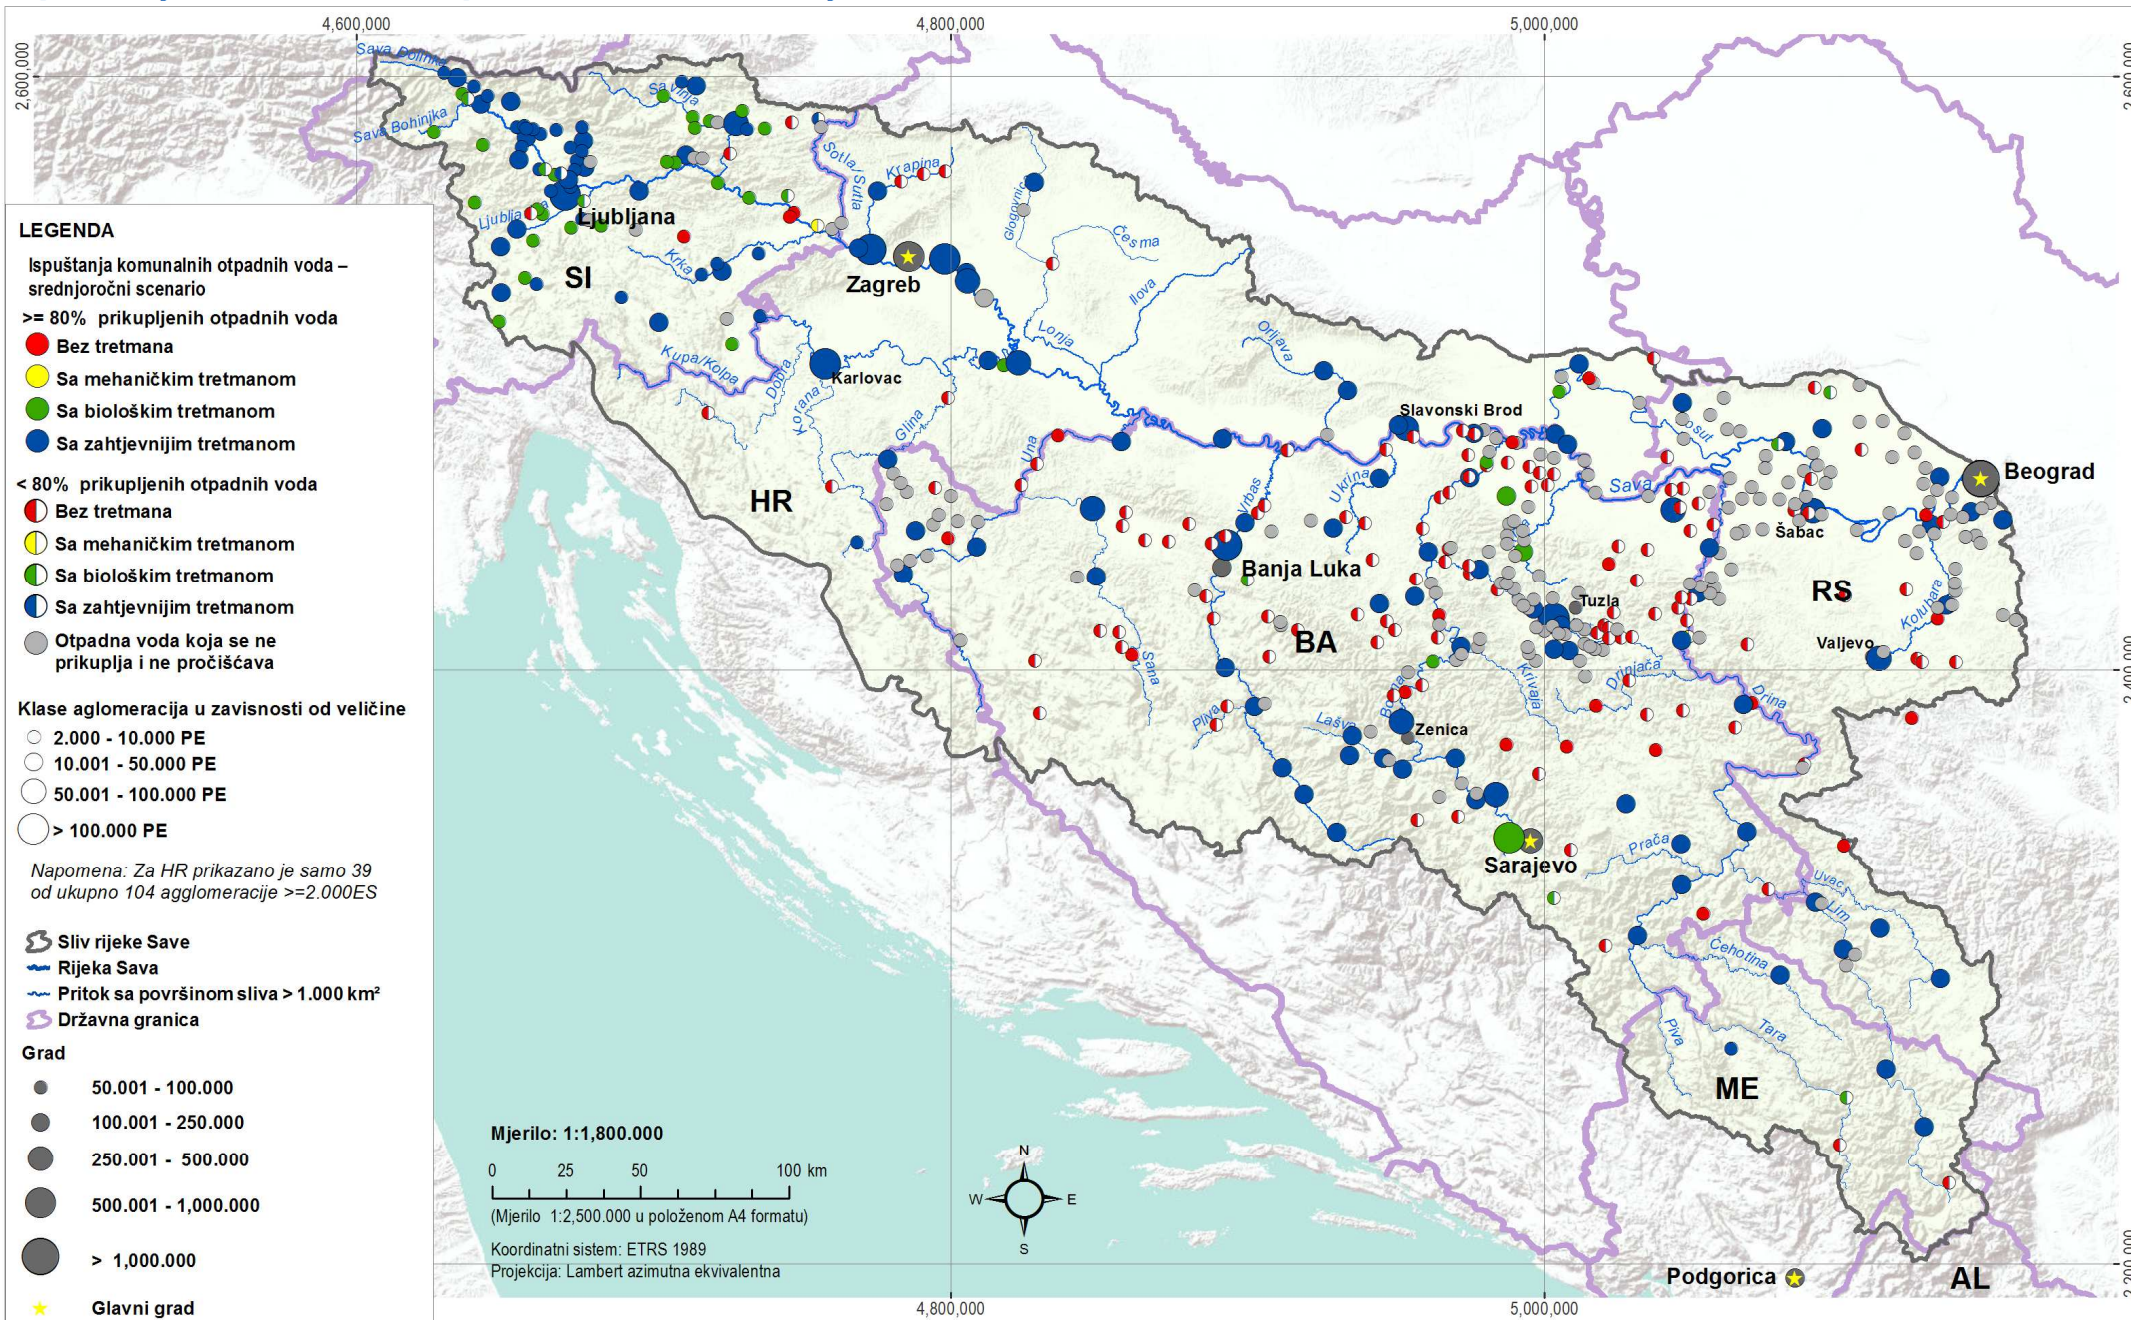 4,600,000
4,800,000
5,000,000
2,600,000
2,600,000
LEGENDA
Ispuštanja komunalnih otpadnih voda –
srednjoročni scenario
>= 80% prikupljenih otpadnih voda
Bez tretmana
Sa mehaničkim tretmanom
Sa biološkim tretmanom
Sa zahtjevnijim tretmanom
< 80% prikupljenih otpadnih voda
Bez tretmana
Sa mehaničkim tretmanom
Sa biološkim tretmanom
Sa zahtjevnijim tretmanom
Otpadna voda koja se ne
prikuplja i ne pročišćava
Klase aglomeracija u zavisnosti od veličine
2.000 - 10.000 PE
10.001 - 50.000 PE
50.001 - 100.000 PE
> 100.000 PE
Napomena: Za HR prikazano je samo 39
od ukupno 104 agglomeracije >=2.000ES
Sliv rijeke Save
Rijeka Sava
Pritok sa površinom sliva > 1.000 km²
Državna granica
Grad
50.001 - 100.000
100.001 - 250.000
250.001 - 500.000
500.001 - 1,000.000
> 1,000.000
Glavni grad
Sava Dolinka
Sava Bohinjka
Savinja
Sotla/Sutla
Krapina
Glogovnica
Česma
Ilova
Lonja
Orljava
Ljubljana
SI
Krka
Zagreb
Kupa/Kolpa
Dobra
Korana
Karlovac
Glina
Una
HR
Slavonski Brod
Vrbas
Ukrina
Sava
Beograd
Šabac
Banja Luka
Tuzla
RS
Kolubara
Valjevo
BA
Sana
Pliva
Lašva
Zenica
Krivaja
Drinjača
Drina
Sarajevo
Prača
Uvac
Lim
Ćehotina
Piva
Tara
ME
Podgorica
AL
Mjerilo: 1:1,800.000
0 25 50 100 km
(Mjerilo 1:2,500.000 u položenom A4 formatu)
Koordinatni sistem: ETRS 1989
Projekcija: Lambert azimutna ekvivalentna
N
W E
S
4,800,000
5,000,000